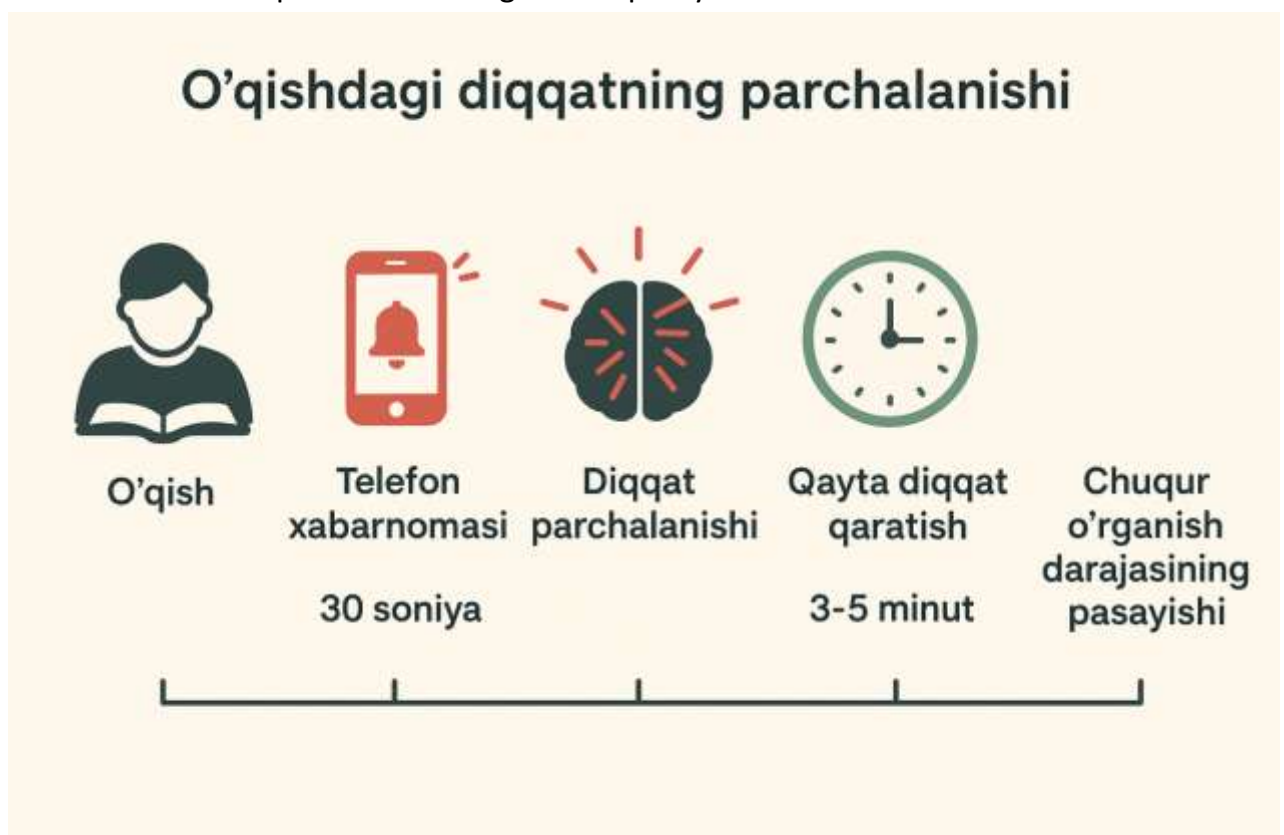 O'qishdagi diqqatning parchalanishi
O'qish
Telefon
xabarnomasi
30 soniya
Diqqat
parchalanishi
Qayta diqqat
qaratish
3-5 minut
Chuqur
o'rganish
darajasining
pasayishi